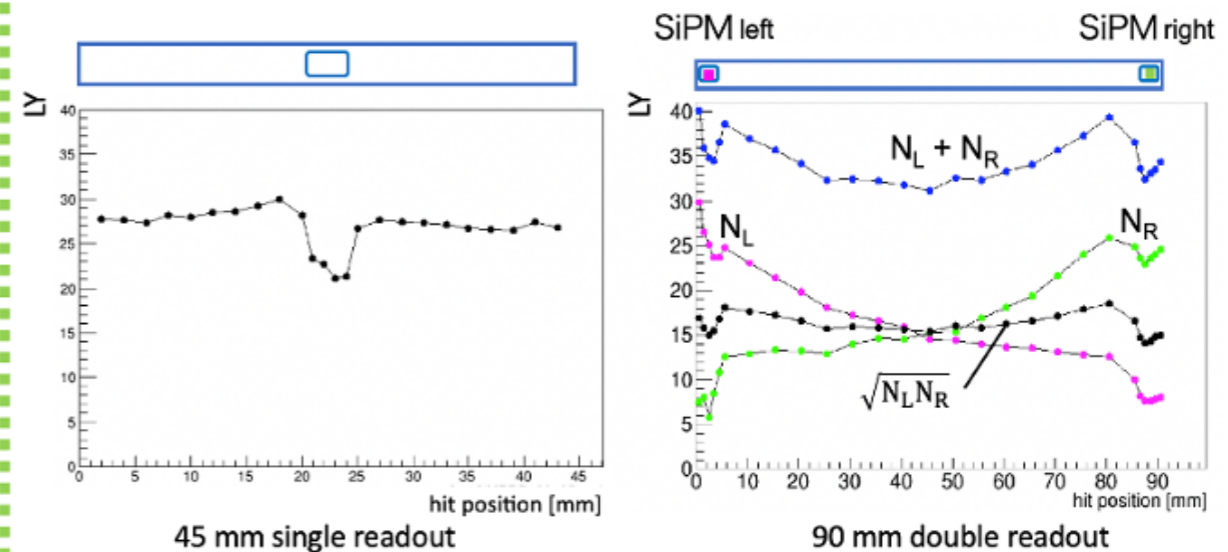 SiPM left
SiPM right
LY
40
35
30
25
20
15
10
5
0
0 5 10 15 20 25 30 35 40 45
hit position [mm]
45 mm single readout
LY
40
35
30
25
20
15
10
5
0
N_L + N_R
N_L
N_R
√N_LN_R
0 10 20 30 40 50 60 70 80 90
hit position [mm]
90 mm double readout